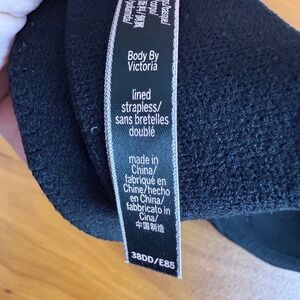 Body By
Victoria
lined
strapless/
sans bretelles
doublé
made in
China/
fabriqué en
Chine/hecho
en China/
fabbricato in
Cina/
中国制造
38DD/E85